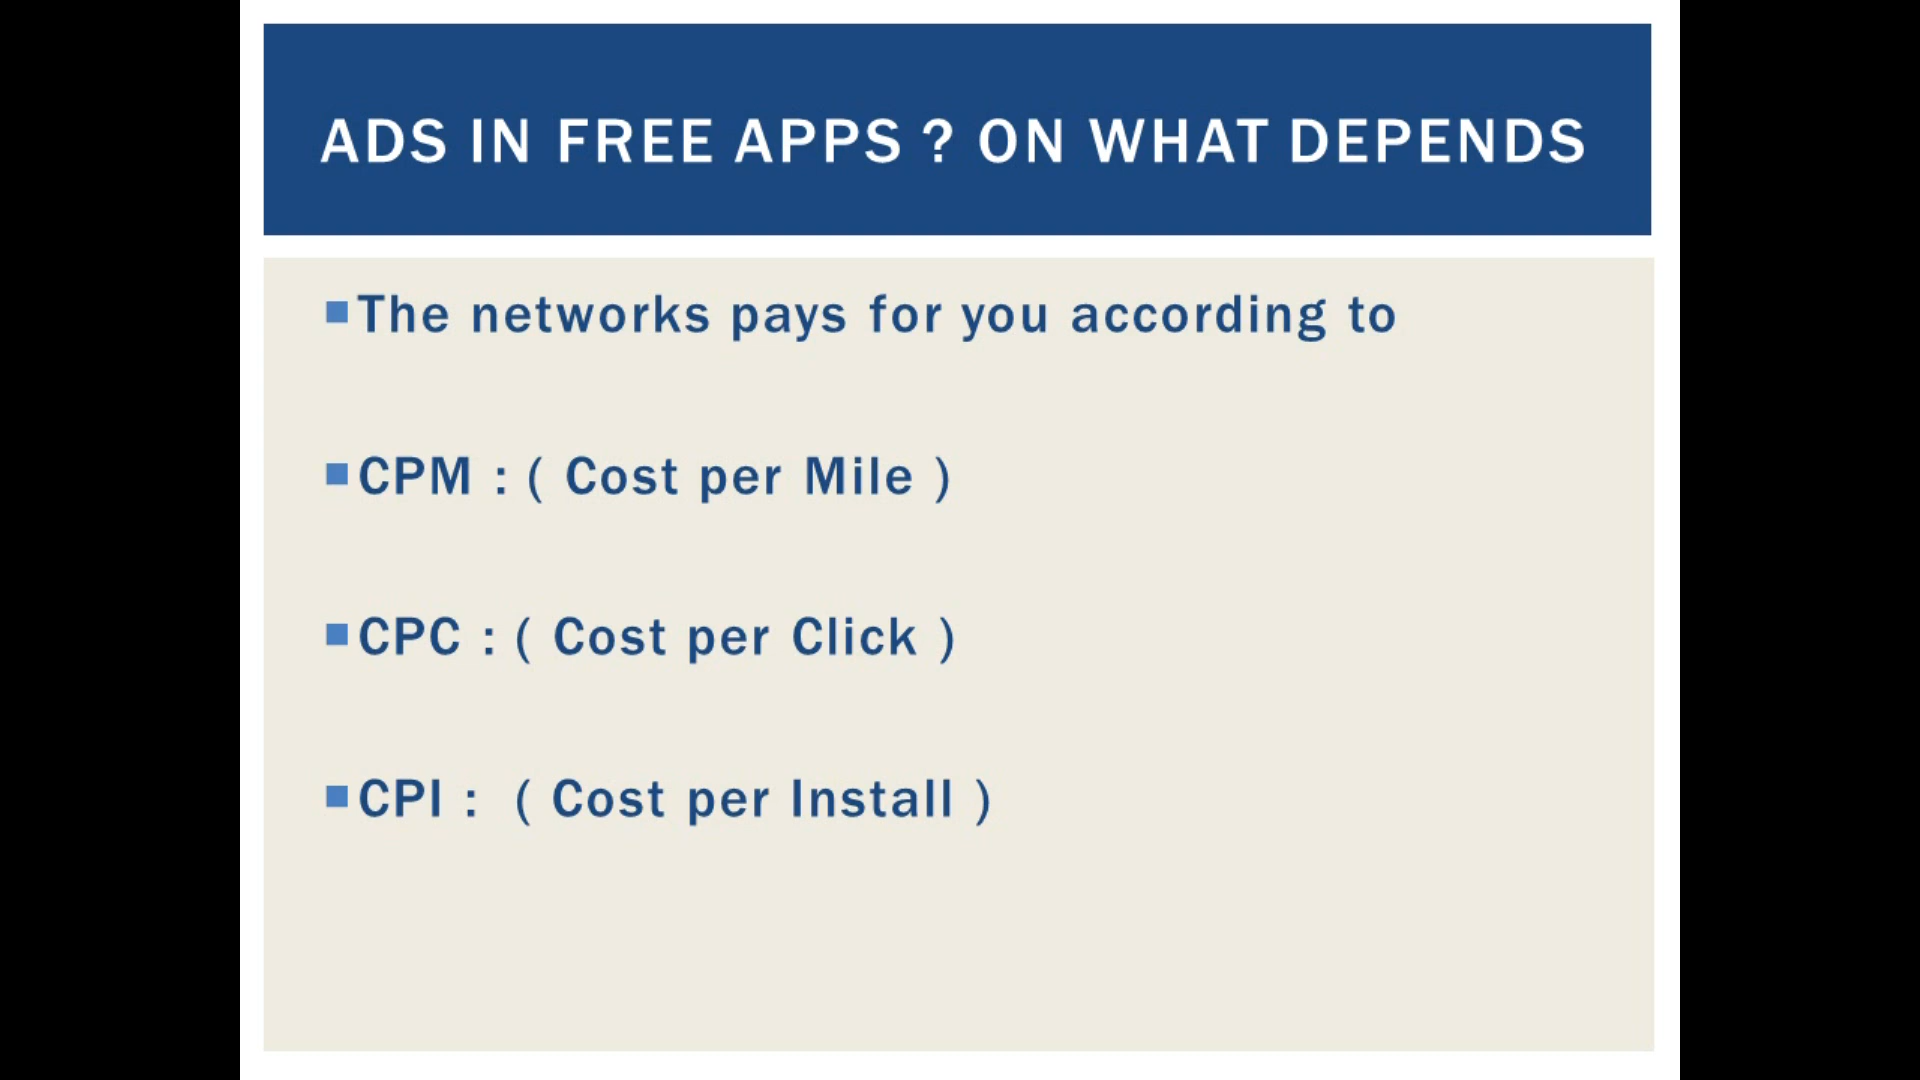 ADS IN FREE APPS ? ON WHAT DEPENDS
The networks pays for you according to
CPM : ( Cost per Mile )
CPC : ( Cost per Click )
CPI : ( Cost per Install )